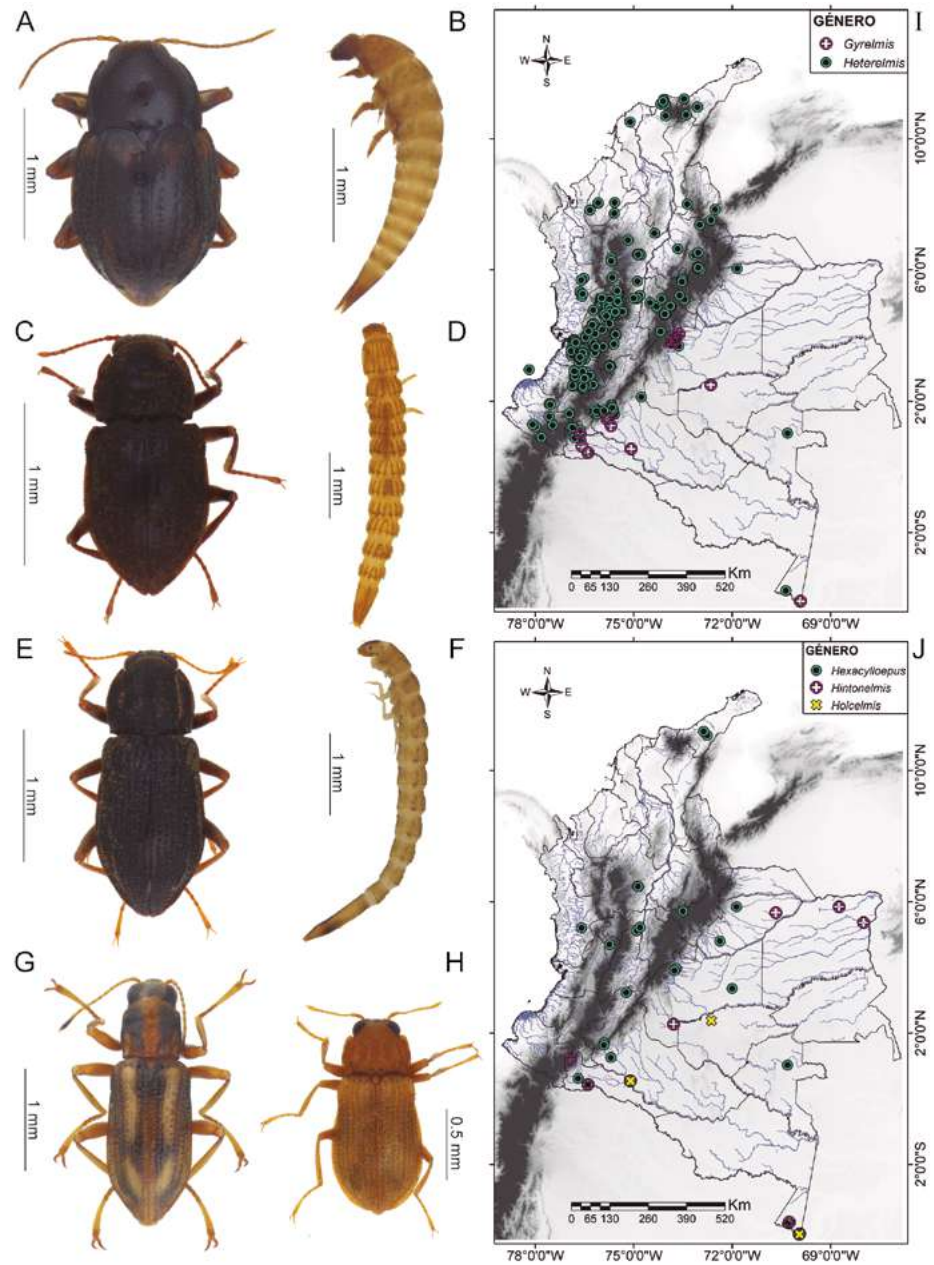 A
1 mm
B
1 mm
C
1 mm
D
1 mm
E
1 mm
F
1 mm
G
1 mm
H
0.5 mm
I
GÉNERO
Gyrelmis
Heterelmis
N
W E
S
10°0'0"N
6°0'0"N
2°0'0"N
2°0'0"S
Km
0 65 130 260 390 520
78°0'0"W 75°0'0"W 72°0'0"W 69°0'0"W
J
GÉNERO
Hexacylloepus
Hintonelmis
Holcelmis
N
W E
S
10°0'0"N
6°0'0"N
2°0'0"N
2°0'0"S
Km
0 65 130 260 390 520
78°0'0"W 75°0'0"W 72°0'0"W 69°0'0"W